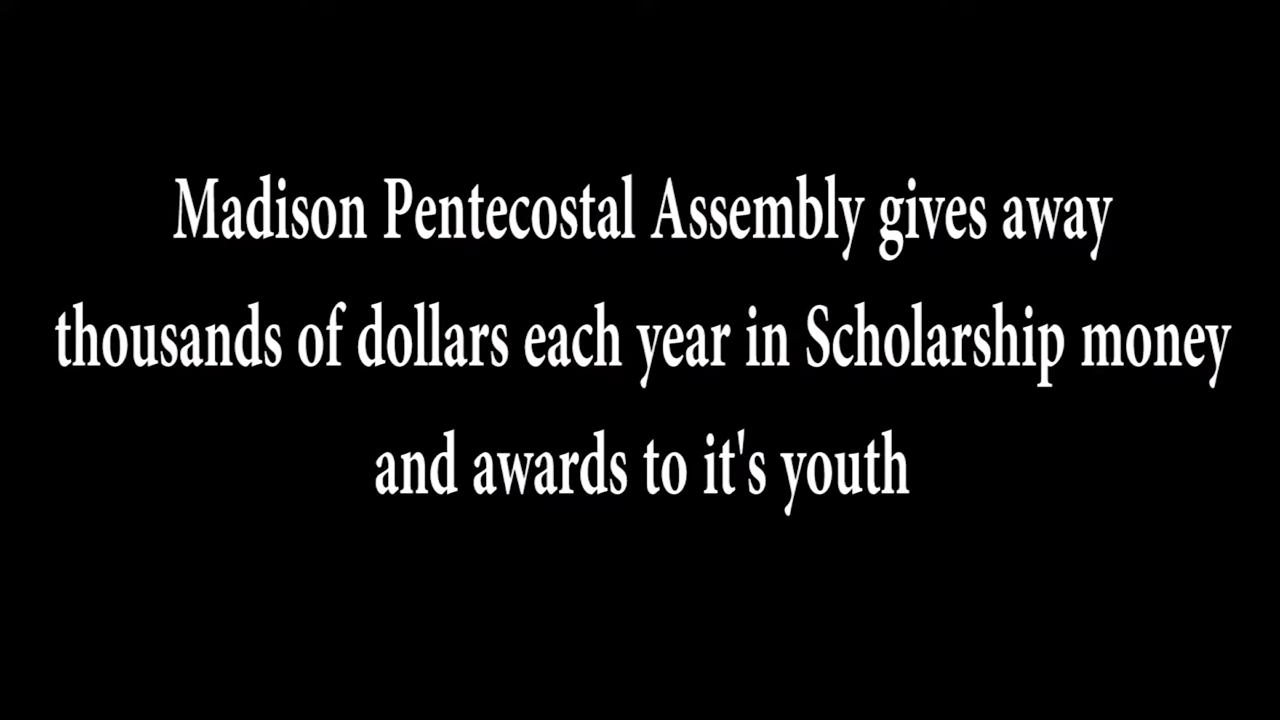 Madison Pentecostal Assembly gives away
thousands of dollars each year in Scholarship money
and awards to it's youth